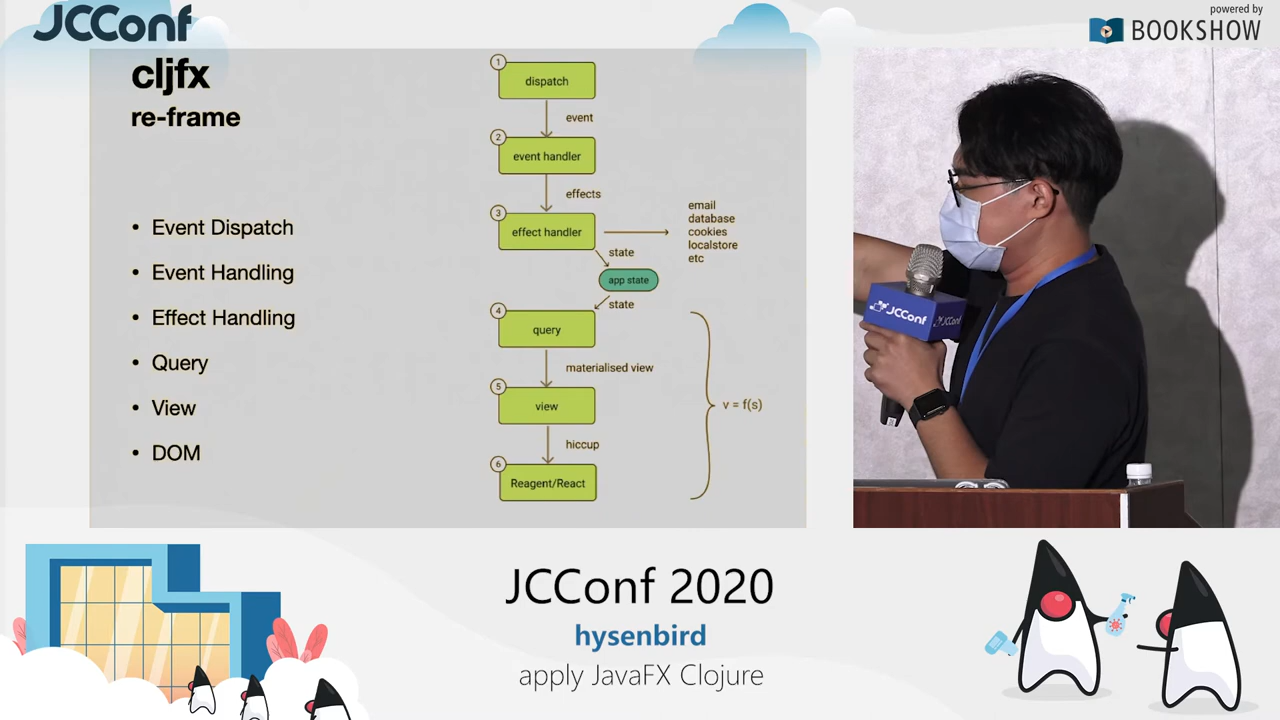 JCConf
powered by
BOOKSHOW
cljfx
re-frame
• Event Dispatch
• Event Handling
• Effect Handling
• Query
• View
• DOM
1
dispatch
event
2
event handler
effects
3
effect handler
email
database
cookies
localstore
etc
state
app state
state
4
query
materialised view
5
view
v = f(s)
hiccup
6
Reagent/React
JCConf
JCConf
JCConf 2020
hysenbird
apply JavaFX Clojure